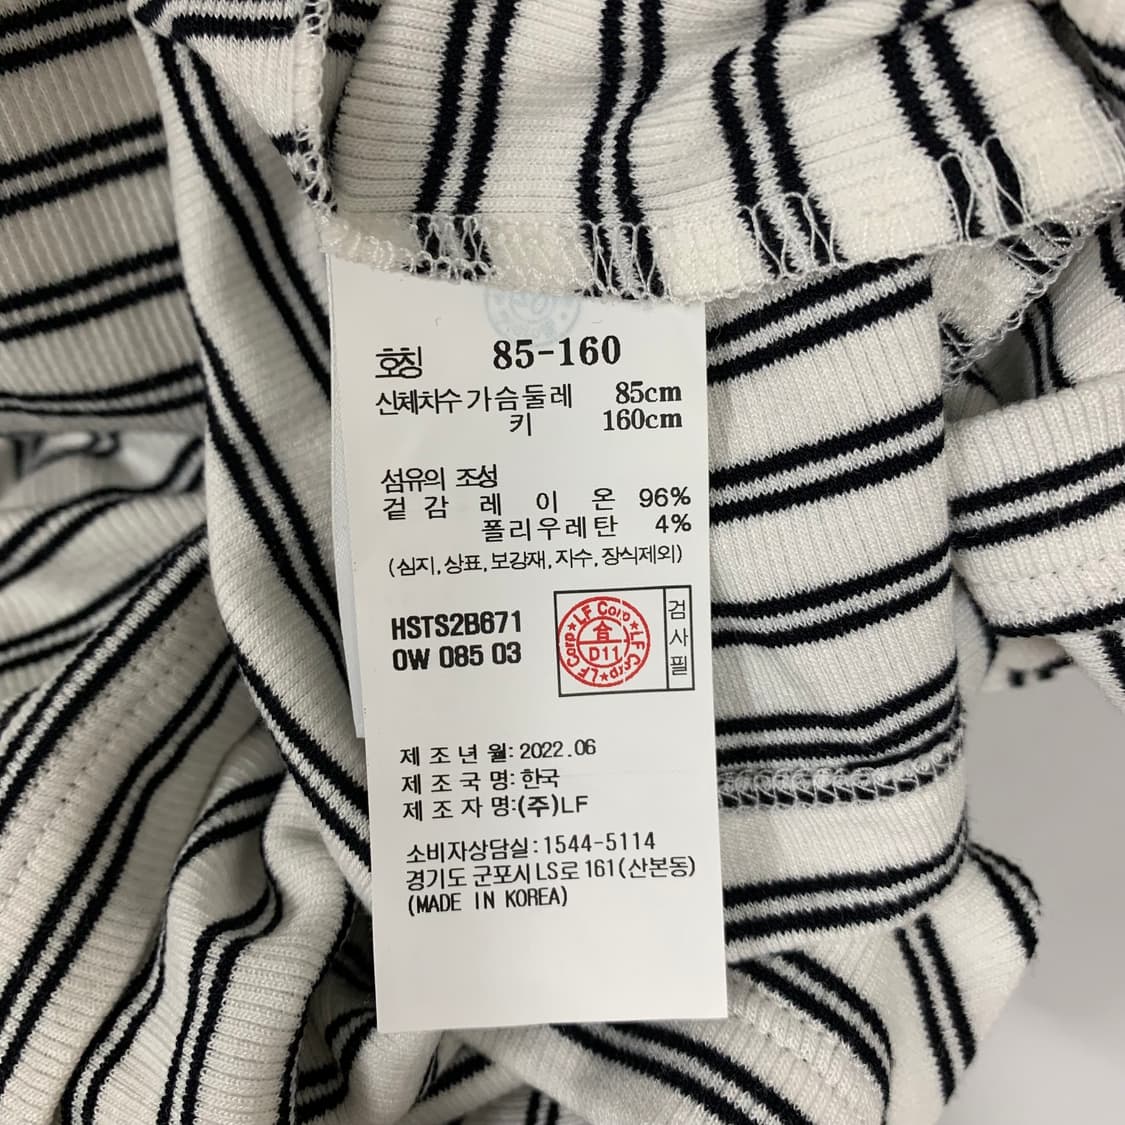 호칭 85-160
신체치수 가슴둘레 85cm
키 160cm
섬유의 조성
겉감 레이온 96%
폴리우레탄 4%
(심지,상표,보강재,자수,장식제외)
HSTS2B671
OW 085 03
LF Corp★LF Corp★LF Corp★
合
D11
검사필
제조년월: 2022.06
제조국명: 한국
제조자명:(주)LF
소비자상담실:1544-5114
경기도 군포시 LS로 161(산본동)
(MADE IN KOREA)